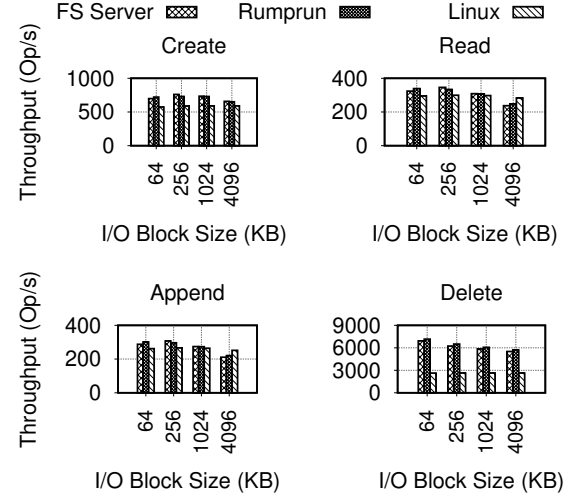 FS Server Rumprun Linux
Create
Throughput (Op/s)
1000
500
0
64
256
1024
4096
I/O Block Size (KB)
Read
400
200
0
64
256
1024
4096
I/O Block Size (KB)
Append
Throughput (Op/s)
400
200
0
64
256
1024
4096
I/O Block Size (KB)
Delete
9000
6000
3000
0
64
256
1024
4096
I/O Block Size (KB)